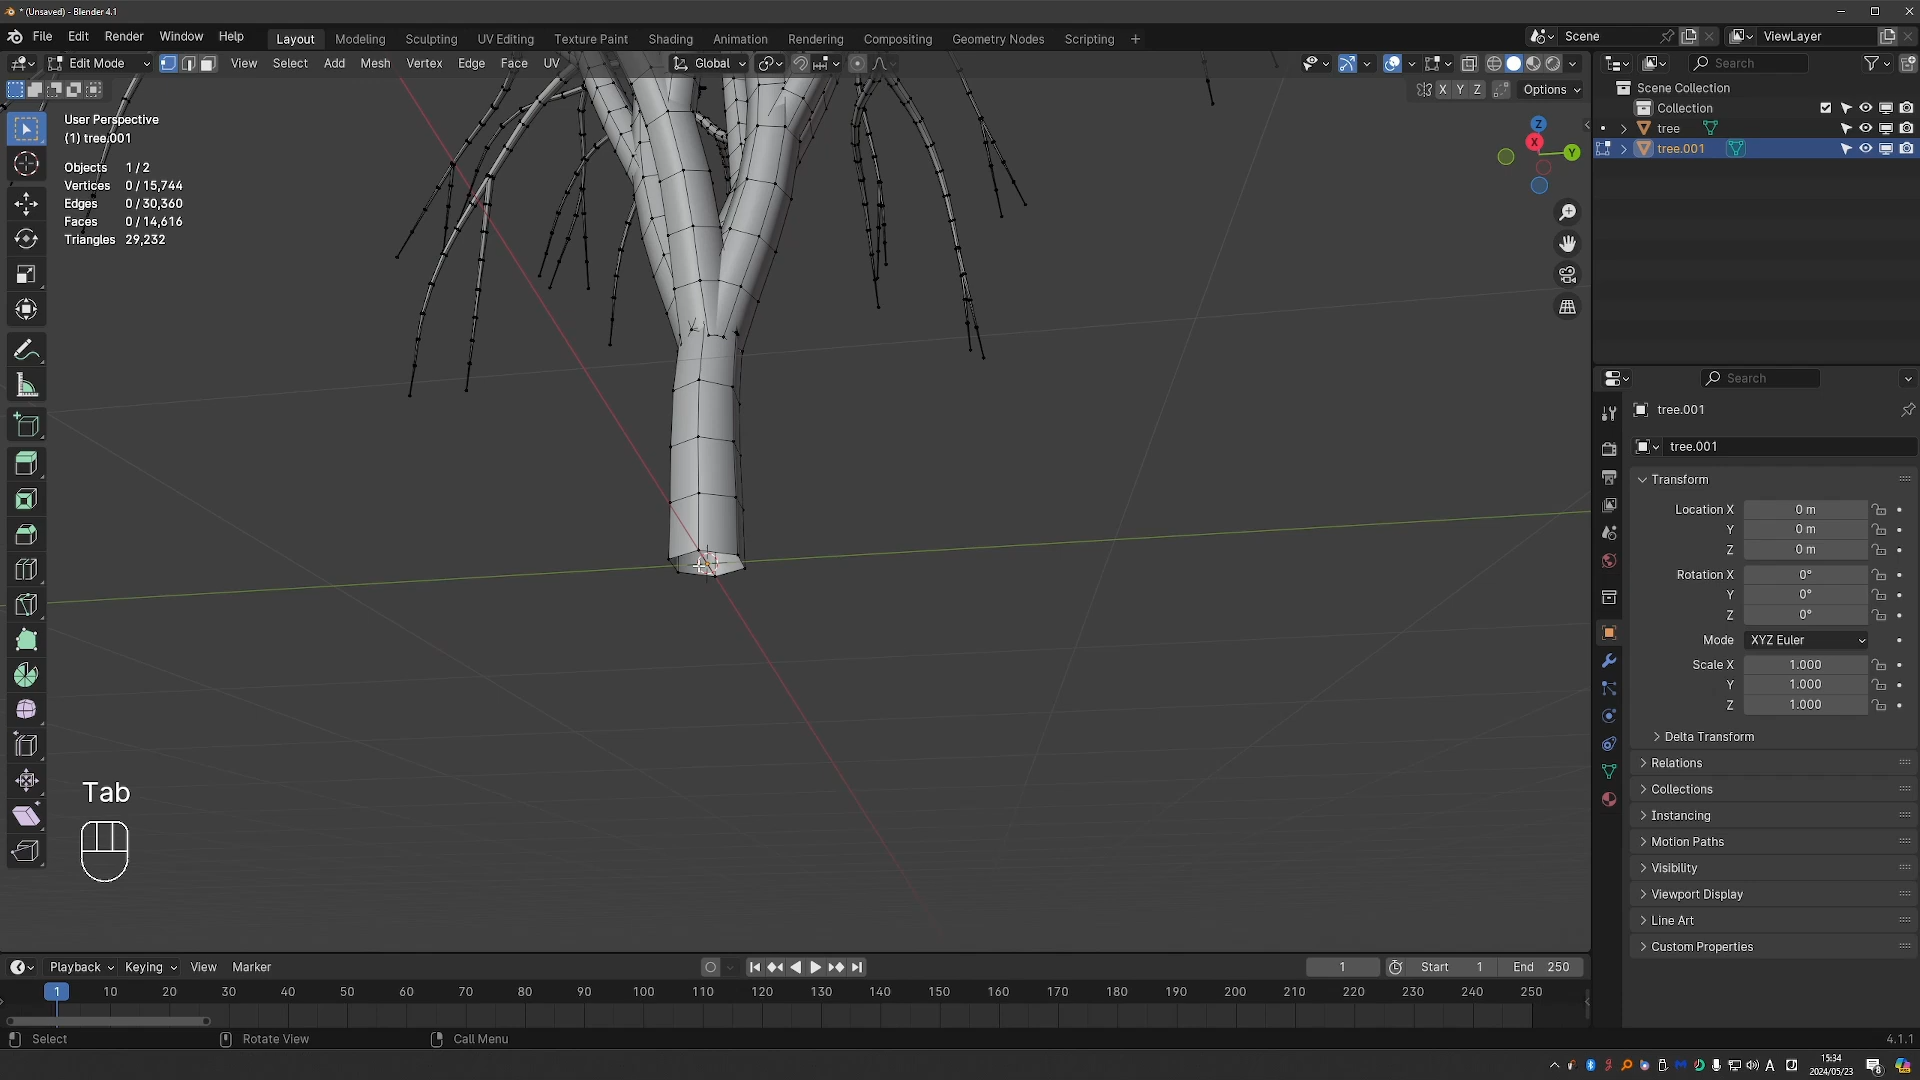 * (Unsaved) - Blender 4.1
File Edit Render Window Help Layout Modeling Sculpting UV Editing Texture Paint Shading Animation Rendering Compositing Geometry Nodes Scripting + Scene ViewLayer
Edit Mode View Select Add Mesh Vertex Edge Face UV Global Search
X Y Z Options
Scene Collection
Collection
tree
tree.001
User Perspective
(1) tree.001
Objects 1/2
Vertices 0/15,744
Edges 0/30,360
Faces 0/14,616
Triangles 29,232
Z
X
Y
Search
tree.001
tree.001
Transform
Location X 0 m
Y 0 m
Z 0 m
Rotation X 0°
Y 0°
Z 0°
Mode XYZ Euler
Scale X 1.000
Y 1.000
Z 1.000
Delta Transform
Relations
Collections
Instancing
Motion Paths
Visibility
Viewport Display
Line Art
Custom Properties
Tab
Playback Keying View Marker 1 Start 1 End 250
1 10 20 30 40 50 60 70 80 90 100 110 120 130 140 150 160 170 180 190 200 210 220 230 240 250
Select Rotate View Call Menu 4.1.1
A 15:34
2024/05/23
8